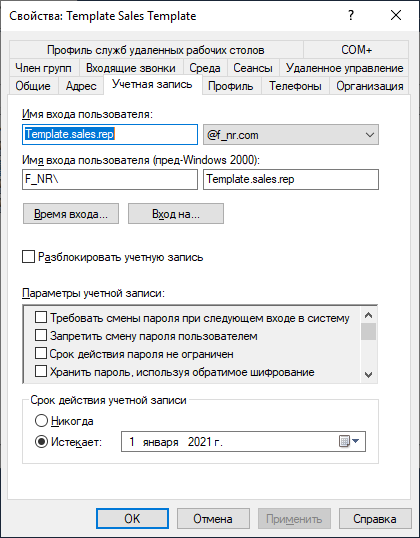 Свойства: Template Sales Template
Профиль служб удаленных рабочих столов COM+
Член групп Входящие звонки Среда Сеансы Удаленное управление
Общие Адрес Учетная запись Профиль Телефоны Организация
Имя входа пользователя:
Template.sales.rep @f_nr.com
Имя входа пользователя (пред-Windows 2000):
F_NR\ Template.sales.rep
Время входа... Вход на...
Разблокировать учетную запись
Параметры учетной записи:
Требовать смены пароля при следующем входе в систему
Запретить смену пароля пользователем
Срок действия пароля не ограничен
Хранить пароль, используя обратимое шифрование
Срок действия учетной записи
Никогда
Истекает: 1 января 2021 г.
OK Отмена Применить Справка